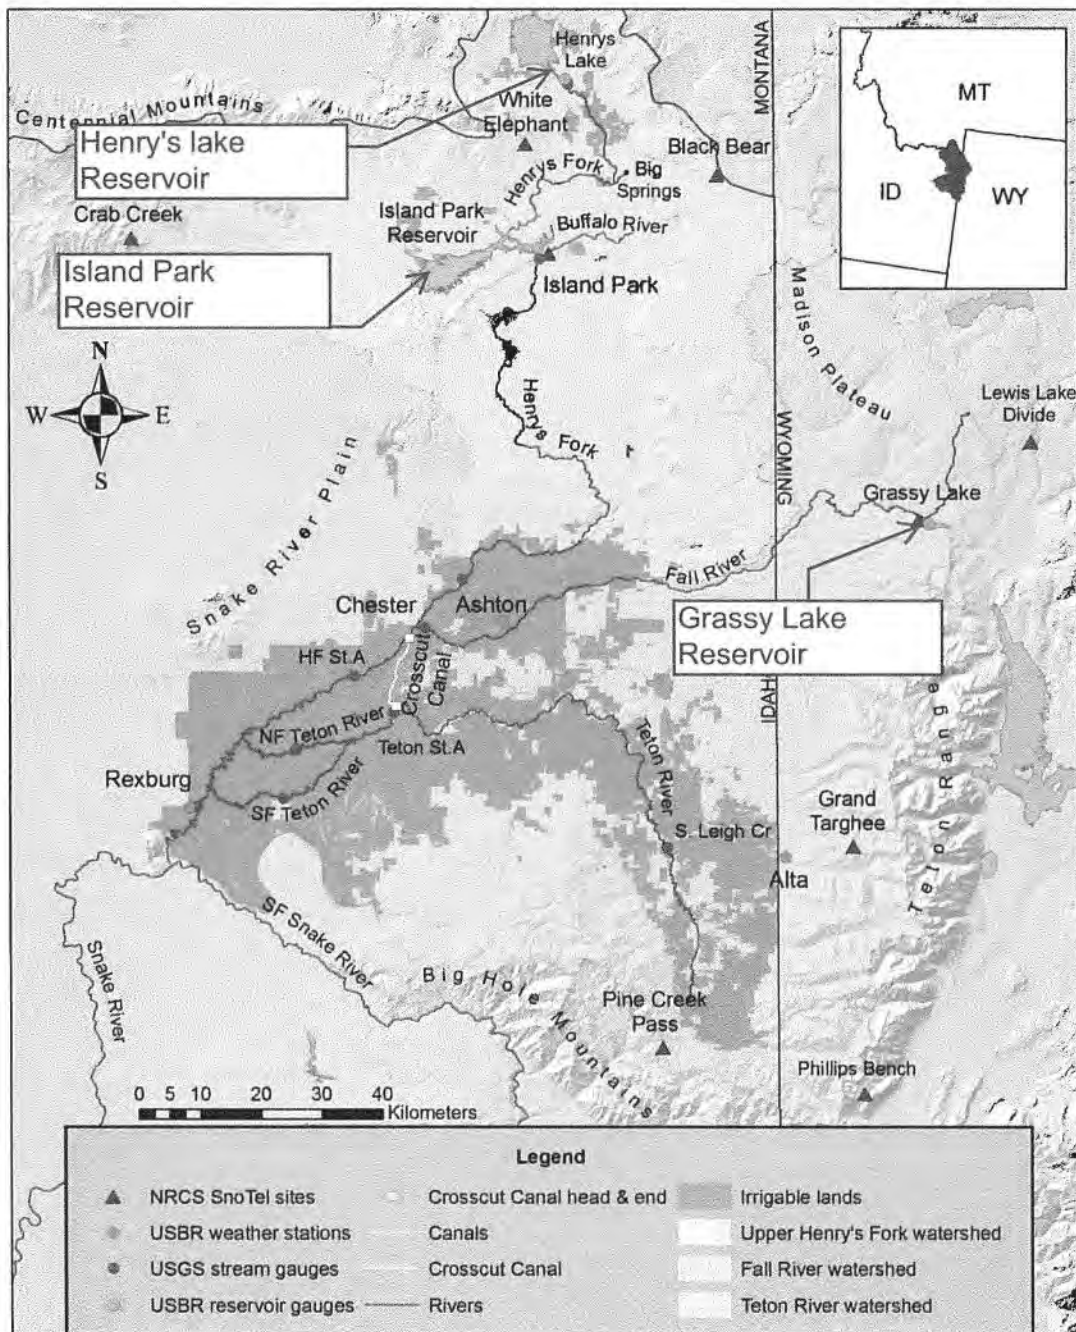 Henrys
Lake
MONTANA
Centennial Mountains
White
Elephant
Henry's lake
Reservoir
MT
ID
WY
Black Bear
Big
Springs
Henrys Fork
Crab Creek
Island Park
Reservoir
Buffalo River
Island Park
Reservoir
Island Park
Madison Plateau
N
W
E
S
Henrys Fork
Lewis Lake
Divide
WYOMING
Grassy Lake
Snake River Plain
Fall River
Chester
Ashton
Grassy Lake
Reservoir
HF St.A
Crosscut
Canal
IDAHO
NF Teton River
Teton St.A
Teton River
Teton Range
Rexburg
SF Teton River
Grand
Targhee
S. Leigh Cr
Alta
SF Snake River
Snake River
Big Hole Mountains
Pine Creek
Pass
Phillips Bench
0 5 10 20 30 40
Kilometers
Legend
NRCS SnoTel sites
USBR weather stations
USGS stream gauges
USBR reservoir gauges
Crosscut Canal head & end
Canals
Crosscut Canal
Rivers
Irrigable lands
Upper Henry's Fork watershed
Fall River watershed
Teton River watershed